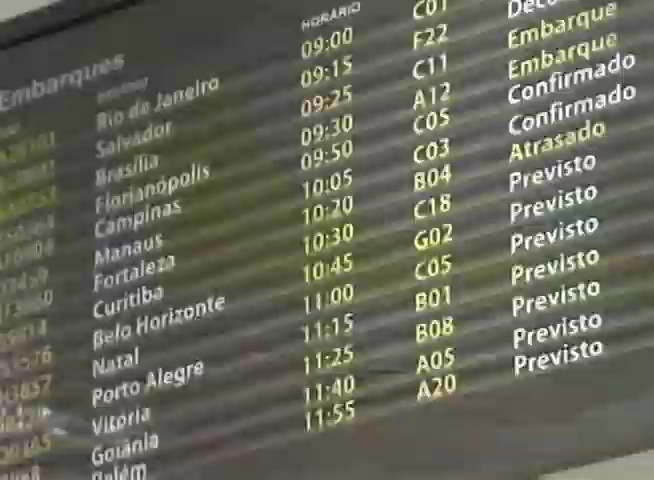 Embarques
HORÁRIO
Rio de Janeiro 09:00 C01
Salvador 09:15 F22
Brasília 09:25 C11 Embarque
Florianópolis 09:30 A12 Embarque
Campinas 09:50 C05 Confirmado
Manaus 10:05 C03 Confirmado
Fortaleza 10:20 B04 Atrasado
Curitiba 10:30 C18 Previsto
Belo Horizonte 10:45 G02 Previsto
Natal 11:00 C05 Previsto
Porto Alegre 11:15 B01 Previsto
Vitória 11:25 B08 Previsto
Goiânia 11:40 A05 Previsto
Belém 11:55 A20 Previsto